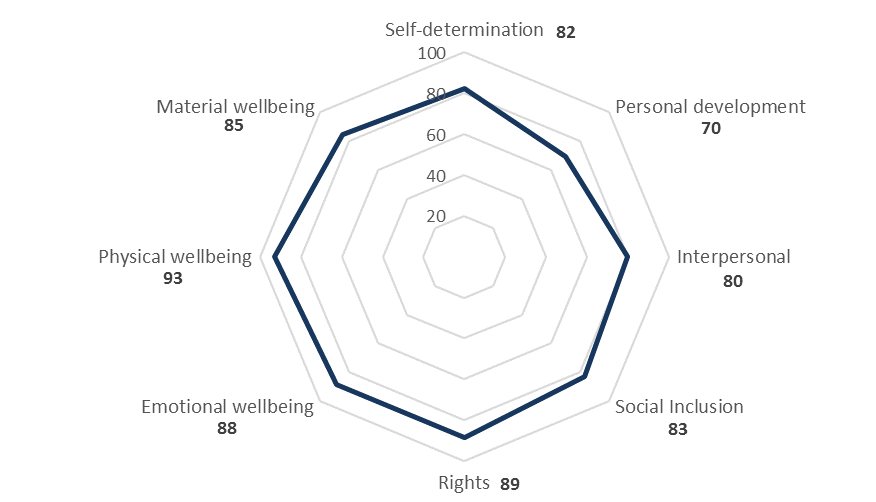 Self-determination 82
100
Material wellbeing
85
80
Personal development
70
60
40
20
Physical wellbeing
93
Interpersonal
80
Emotional wellbeing
88
Social Inclusion
83
Rights 89